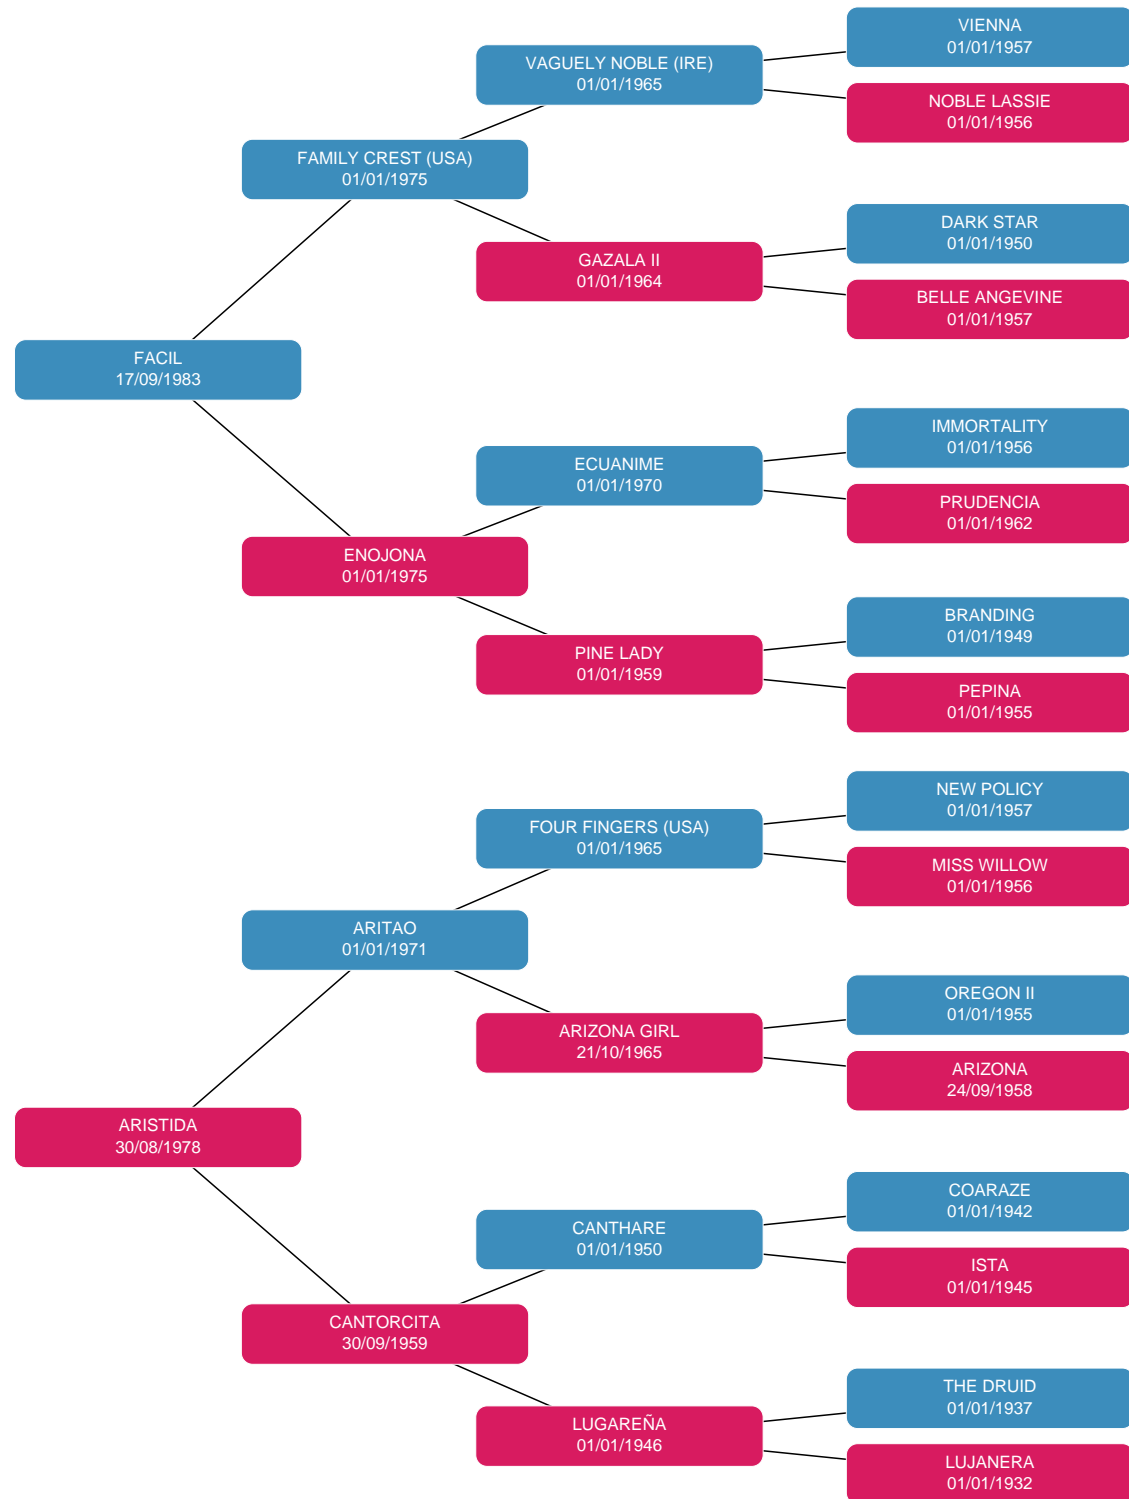 VIENNA
01/01/1957
VAGUELY NOBLE (IRE)
01/01/1965
NOBLE LASSIE
01/01/1956
FAMILY CREST (USA)
01/01/1975
DARK STAR
01/01/1950
GAZALA II
01/01/1964
BELLE ANGEVINE
01/01/1957
FACIL
17/09/1983
IMMORTALITY
01/01/1956
ECUANIME
01/01/1970
PRUDENCIA
01/01/1962
ENOJONA
01/01/1975
BRANDING
01/01/1949
PINE LADY
01/01/1959
PEPINA
01/01/1955
NEW POLICY
01/01/1957
FOUR FINGERS (USA)
01/01/1965
MISS WILLOW
01/01/1956
ARITAO
01/01/1971
OREGON II
01/01/1955
ARIZONA GIRL
21/10/1965
ARIZONA
24/09/1958
ARISTIDA
30/08/1978
COARAZE
01/01/1942
CANTHARE
01/01/1950
ISTA
01/01/1945
CANTORCITA
30/09/1959
THE DRUID
01/01/1937
LUGAREÑA
01/01/1946
LUJANERA
01/01/1932